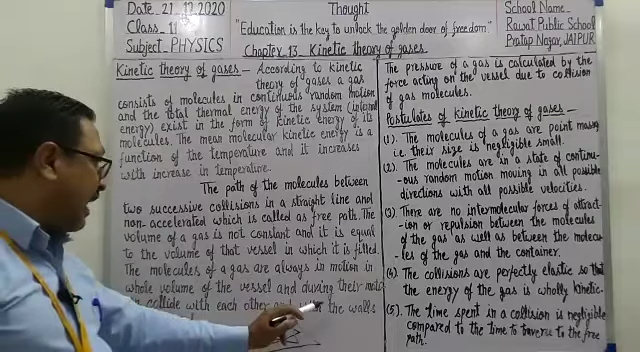 Date 21.12.2020
Class 11
Subject PHYSICS
Thought
"Education is the key to unlock the golden door of freedom"
Chapter 13 Kinetic theory of gases
School Name
Rawat Public School
Pratap Nagar, JAIPUR
Kinetic theory of gases - According to kinetic
theory of gases a gas
consists of molecules in continuous random motion
and the total thermal energy of the system (internal
energy) exist in the form of kinetic energy of its
molecules. The mean molecular kinetic energy is a
function of the temperature and it increases
with increase in temperature.
The path of the molecules between
two successive collisions in a straight line and
non-accelerated which is called as free path. The
volume of a gas is not constant and it is equal
to the volume of that vessel in which it is filled.
The molecules of a gas are always in motion in
whole volume of the vessel and during their
collide with each other the walls
The pressure of a gas is calculated by the
force acting on the vessel due to collision
of gas molecules.
Postulates of kinetic theory of gases -
(1). The molecules of a gas are point masses
i.e. their size is negligible small.
(2). The molecules are in a state of continu-
-ous random motion moving in all possible
directions with all possible velocities.
(3). There are no intermolecular forces of attract-
-ion or repulsion between the molecules
of the gas as well as between the molecu-
-les of the gas and the container.
(4). The collisions are perfectly elastic so that
the energy of the gas is wholly kinetic.
(5). The time spent in a collision is negligible
compared to the time to traverse to the free
path.